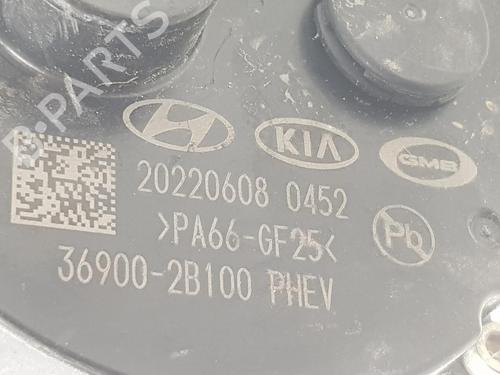 B-PARTS
KIA
GMB
20220608 0452
>PA66-GF25<
Pb
36900-2B100 PHEV